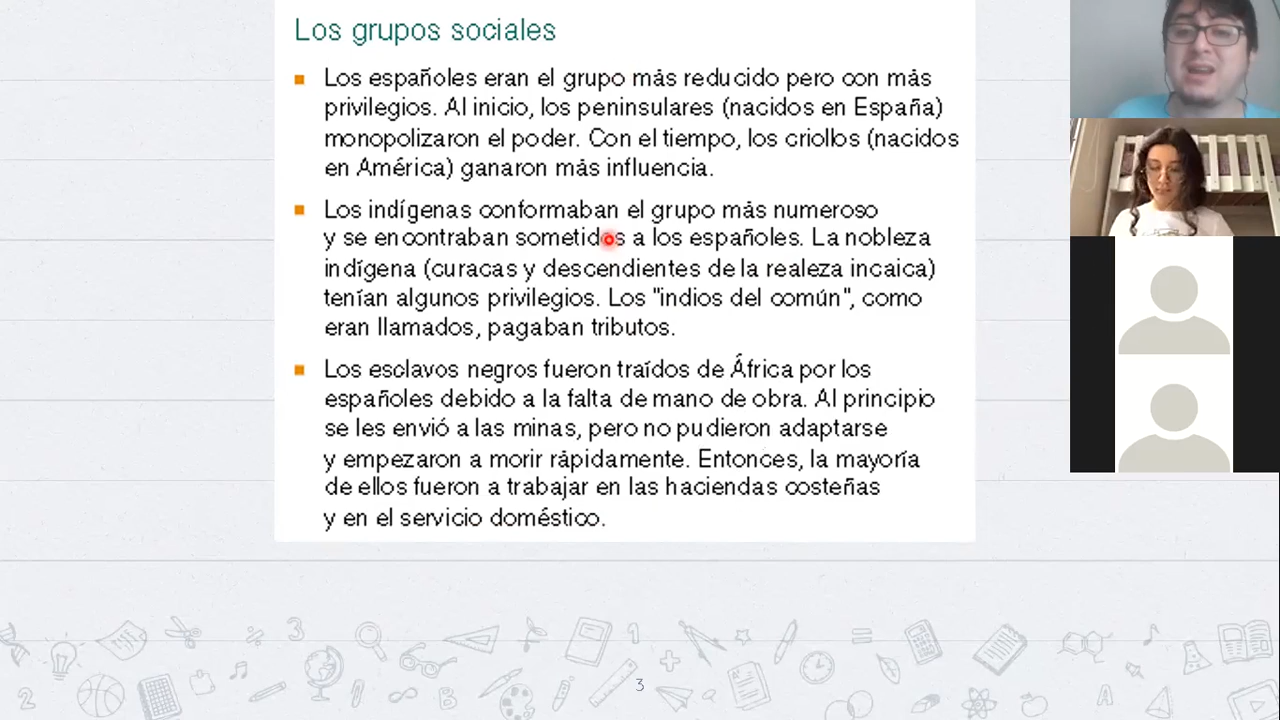 Los grupos sociales
Los españoles eran el grupo más reducido pero con más
privilegios. Al inicio, los peninsulares (nacidos en España)
monopolizaron el poder. Con el tiempo, los criollos (nacidos
en América) ganaron más influencia.
Los indígenas conformaban el grupo más numeroso
y se encontraban sometidos a los españoles. La nobleza
indígena (curacas y descendientes de la realeza incaica)
tenían algunos privilegios. Los "indios del común", como
eran llamados, pagaban tributos.
Los esclavos negros fueron traídos de África por los
españoles debido a la falta de mano de obra. Al principio
se les envió a las minas, pero no pudieron adaptarse
y empezaron a morir rápidamente. Entonces, la mayoría
de ellos fueron a trabajar en las haciendas costeñas
y en el servicio doméstico.
3